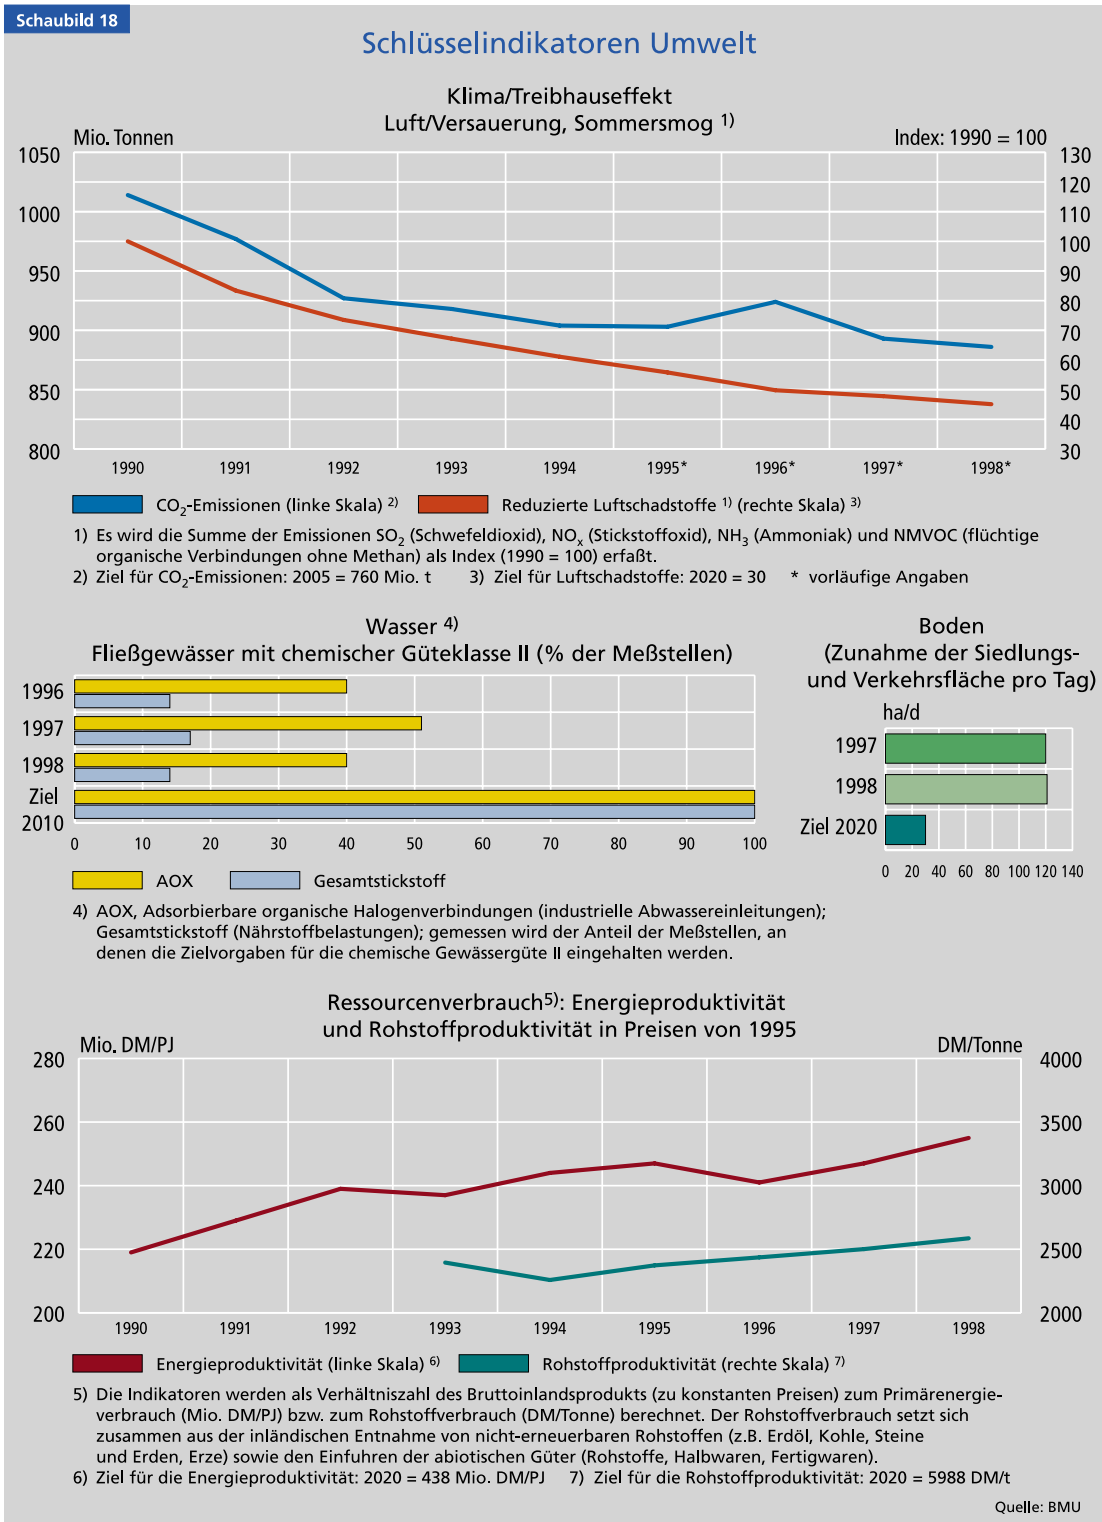 Schaubild 18
Schlüsselindikatoren Umwelt
Klima/Treibhauseffekt
Luft/Versauerung, Sommersmog 1)
Mio. Tonnen
Index: 1990 = 100
1050
1000
950
900
850
800
130
120
110
100
90
80
70
60
50
40
30
1990 1991 1992 1993 1994 1995* 1996* 1997* 1998*
CO2-Emissionen (linke Skala) 2)
Reduzierte Luftschadstoffe 1) (rechte Skala) 3)
1) Es wird die Summe der Emissionen SO2 (Schwefeldioxid), NOx (Stickstoffoxid), NH3 (Ammoniak) und NMVOC (flüchtige
organische Verbindungen ohne Methan) als Index (1990 = 100) erfaßt.
2) Ziel für CO2-Emissionen: 2005 = 760 Mio. t 3) Ziel für Luftschadstoffe: 2020 = 30 * vorläufige Angaben
Wasser 4)
Fließgewässer mit chemischer Güteklasse II (% der Meßstellen)
1996
1997
1998
Ziel
2010
0 10 20 30 40 50 60 70 80 90 100
AOX
Gesamtstickstoff
Boden
(Zunahme der Siedlungs-
und Verkehrsfläche pro Tag)
ha/d
1997
1998
Ziel 2020
0 20 40 60 80 100 120 140
4) AOX, Adsorbierbare organische Halogenverbindungen (industrielle Abwassereinleitungen);
Gesamtstickstoff (Nährstoffbelastungen); gemessen wird der Anteil der Meßstellen, an
denen die Zielvorgaben für die chemische Gewässergüte II eingehalten werden.
Ressourcenverbrauch5): Energieproduktivität
und Rohstoffproduktivität in Preisen von 1995
Mio. DM/PJ
DM/Tonne
280
260
240
220
200
4000
3500
3000
2500
2000
1990 1991 1992 1993 1994 1995 1996 1997 1998
Energieproduktivität (linke Skala) 6)
Rohstoffproduktivität (rechte Skala) 7)
5) Die Indikatoren werden als Verhältniszahl des Bruttoinlandsprodukts (zu konstanten Preisen) zum Primärenergie-
verbrauch (Mio. DM/PJ) bzw. zum Rohstoffverbrauch (DM/Tonne) berechnet. Der Rohstoffverbrauch setzt sich
zusammen aus der inländischen Entnahme von nicht-erneuerbaren Rohstoffen (z.B. Erdöl, Kohle, Steine
und Erden, Erze) sowie den Einfuhren der abiotischen Güter (Rohstoffe, Halbwaren, Fertigwaren).
6) Ziel für die Energieproduktivität: 2020 = 438 Mio. DM/PJ 7) Ziel für die Rohstoffproduktivität: 2020 = 5988 DM/t
Quelle: BMU